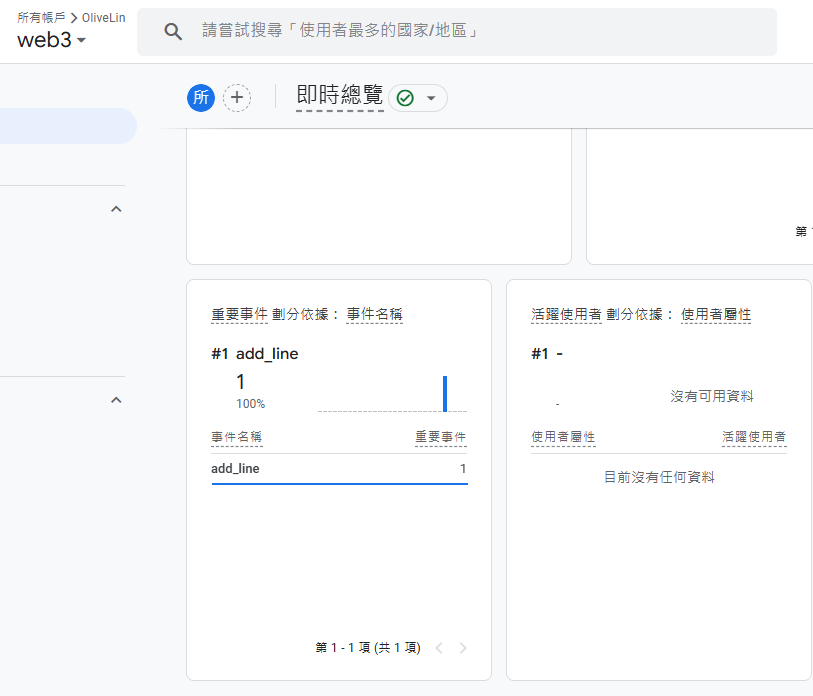 所有帳戶 > OliveLin
web3
請嘗試搜尋「使用者最多的國家/地區」
所
即時總覽
第 1
重要事件 劃分依據： 事件名稱
#1 add_line
1
100%
事件名稱 重要事件
add_line 1
第 1 - 1 項 (共 1 項)
活躍使用者 劃分依據： 使用者屬性
#1 -
-
沒有可用資料
使用者屬性 活躍使用者
目前沒有任何資料